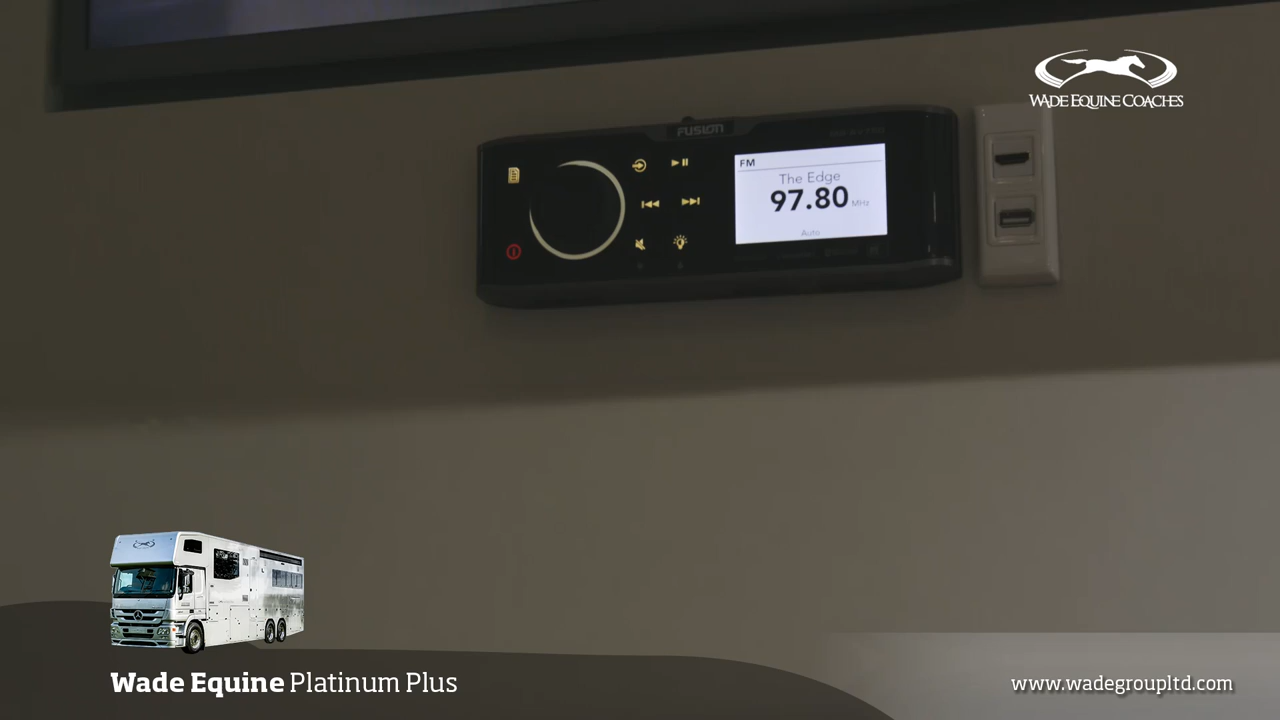 WADE EQUINE COACHES
FUSION
FM
The Edge
97.80 MHz
Auto
Wade Equine Platinum Plus
www.wadegroupltd.com